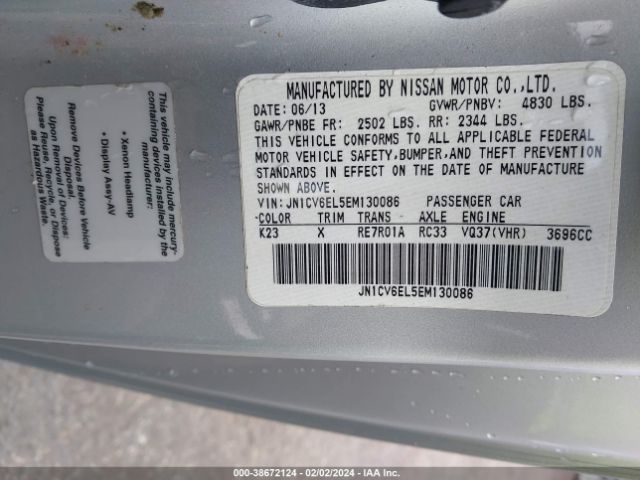 MANUFACTURED BY NISSAN MOTOR CO.,LTD.
DATE: 06/13 GVWR/PNBV: 4830 LBS.
GAWR/PNBE FR: 2502 LBS. RR: 2344 LBS.
THIS VEHICLE CONFORMS TO ALL APPLICABLE FEDERAL
MOTOR VEHICLE SAFETY,BUMPER,AND THEFT PREVENTION
STANDARDS IN EFFECT ON THE DATE OF MANUFACTURE
SHOWN ABOVE.
VIN: JN1CV6EL5EM130086 PASSENGER CAR
COLOR TRIM TRANS AXLE ENGINE
K23 X RE7R01A RC33 VQ37(VHR) 3696CC
JN1CV6EL5EM130086
This vehicle may include mercury-
containing devices installed by the
manufacturer:
• Xenon Headlamp
• Display Assy-AV
Remove Devices Before Vehicle
Disposal.
Upon Removal of Devices:
Please Reuse, Recycle, or Dispose
as Hazardous Waste.
000-38672124 - 02/02/2024 - IAA Inc.